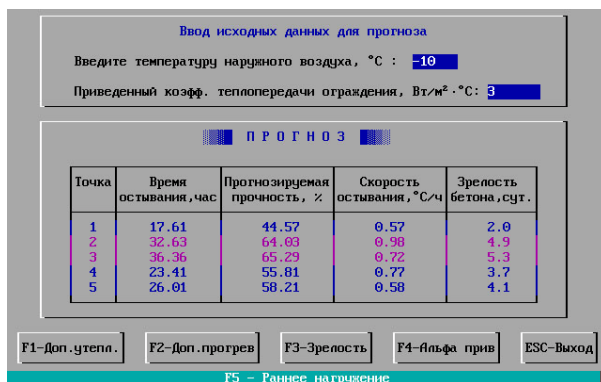 Ввод исходных данных для прогноза
Введите температуру наружного воздуха, °C : -10
Приведенный коэфф. теплопередачи ограждения, Вт/м²·°C: 3
ПРОГНОЗ
Точка Время остывания,час Прогнозируемая прочность, % Скорость остывания,°C/ч Зрелость бетона,сут.
1 17.61 44.57 0.57 2.0
2 32.63 64.03 0.98 4.9
3 36.36 65.29 0.72 5.3
4 23.41 55.81 0.77 3.7
5 26.01 58.21 0.58 4.1
F1-Доп.утепл. F2-Доп.прогрев F3-Зрелость F4-Альфа прив ESC-Выход
F5 - Раннее нагружение